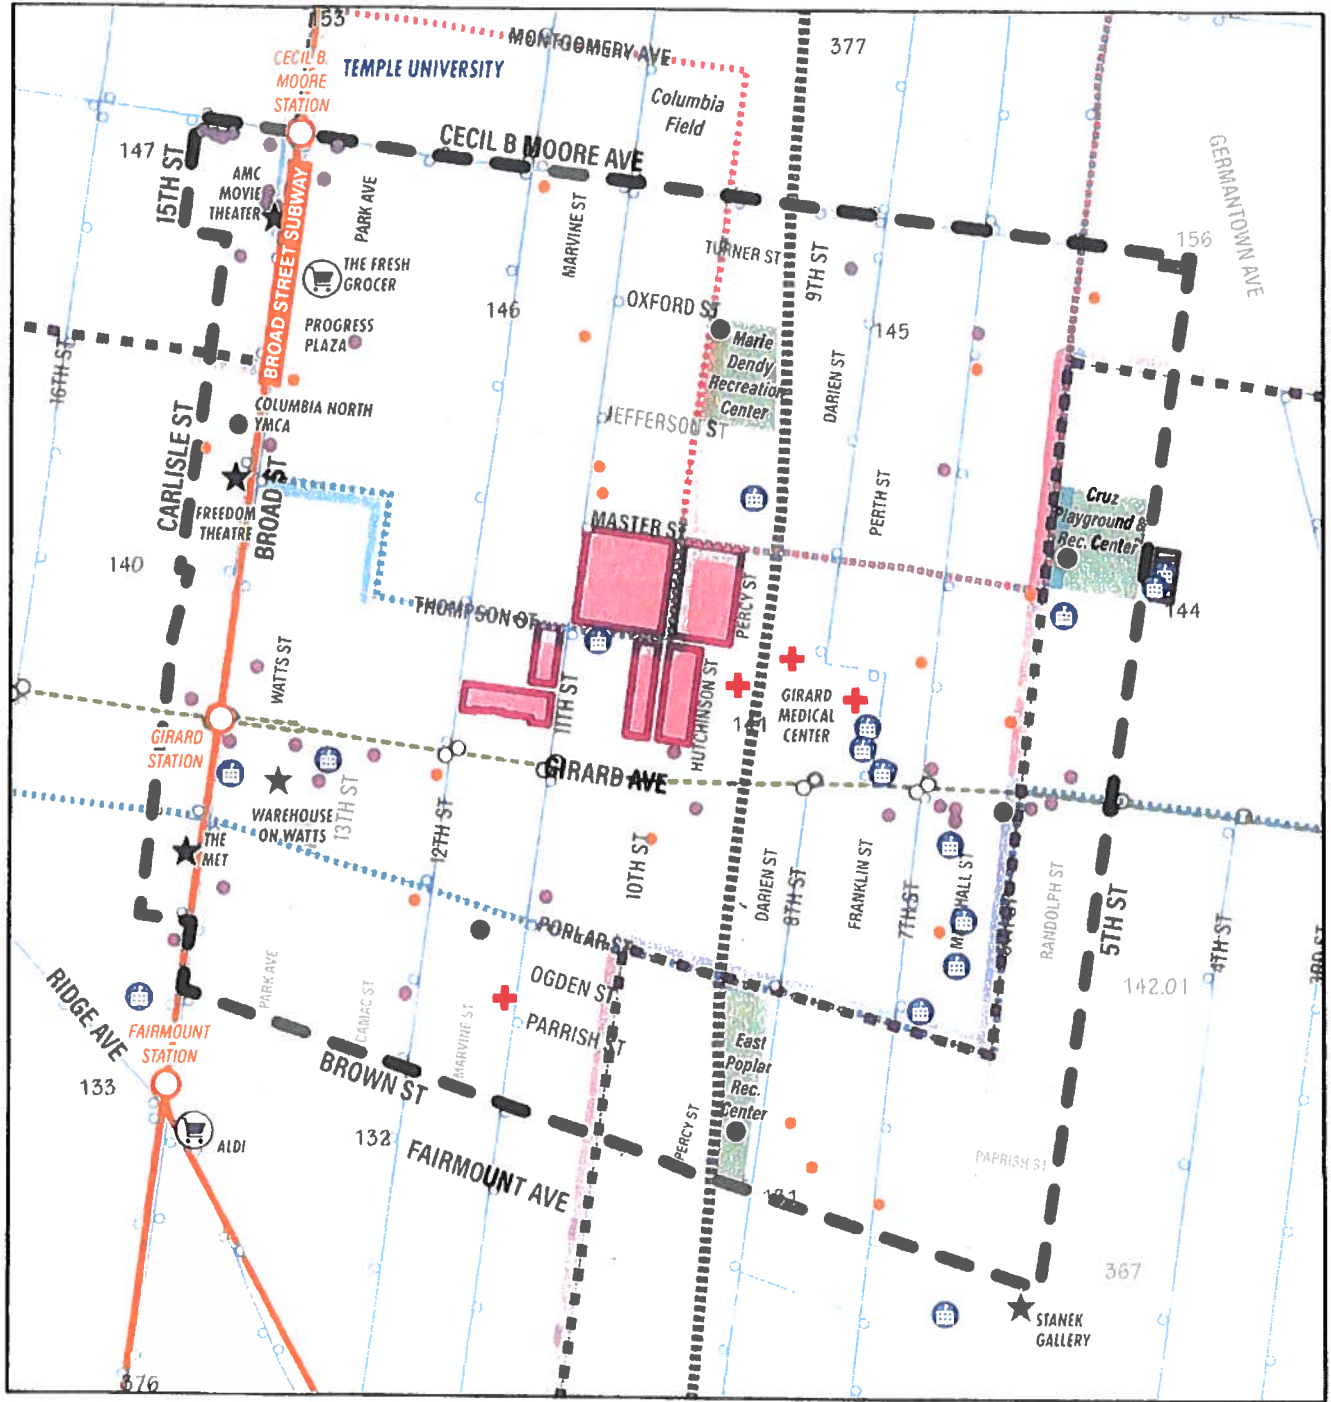 153
377
MONTGOMERY AVE
CECIL B.
MOORE
STATION
TEMPLE UNIVERSITY
Columbia
Field
CECIL B MOORE AVE
147
15TH ST
AMC
MOVIE
THEATER
PARK AVE
MARVINE ST
GERMANTOWN AVE
156
TURNER ST
9TH ST
BROAD STREET SUBWAY
THE FRESH
GROCER
OXFORD ST
146
145
PROGRESS
PLAZA
Marie
Dendy
Recreation
Center
DARIEN ST
16TH ST
COLUMBIA NORTH
YMCA
JEFFERSON ST
CARLISLE ST
BROAD ST
FREEDOM
THEATRE
PERTH ST
Cruz
Playground &
Rec. Center
MASTER ST
140
THOMPSON ST
PERCY ST
144
WATTS ST
11TH ST
HUTCHINSON ST
GIRARD
MEDICAL
CENTER
141
GIRARD
STATION
GIRARD AVE
WAREHOUSE
ON WATTS
13TH ST
12TH ST
THE
MET
10TH ST
DARIEN ST
8TH ST
FRANKLIN ST
7TH ST
HALL ST
RANDOLPH ST
5TH ST
4TH ST
3RD ST
POPLAR ST
OGDEN ST
PARRISH ST
142.01
RIDGE AVE
PARK AVE
CAMAC ST
MARVINE ST
FAIRMOUNT
STATION
BROWN ST
133
East
Poplar
Rec.
Center
PERCY ST
132
ALDI
FAIRMOUNT AVE
PARRISH ST
131
367
STANEK
GALLERY
376